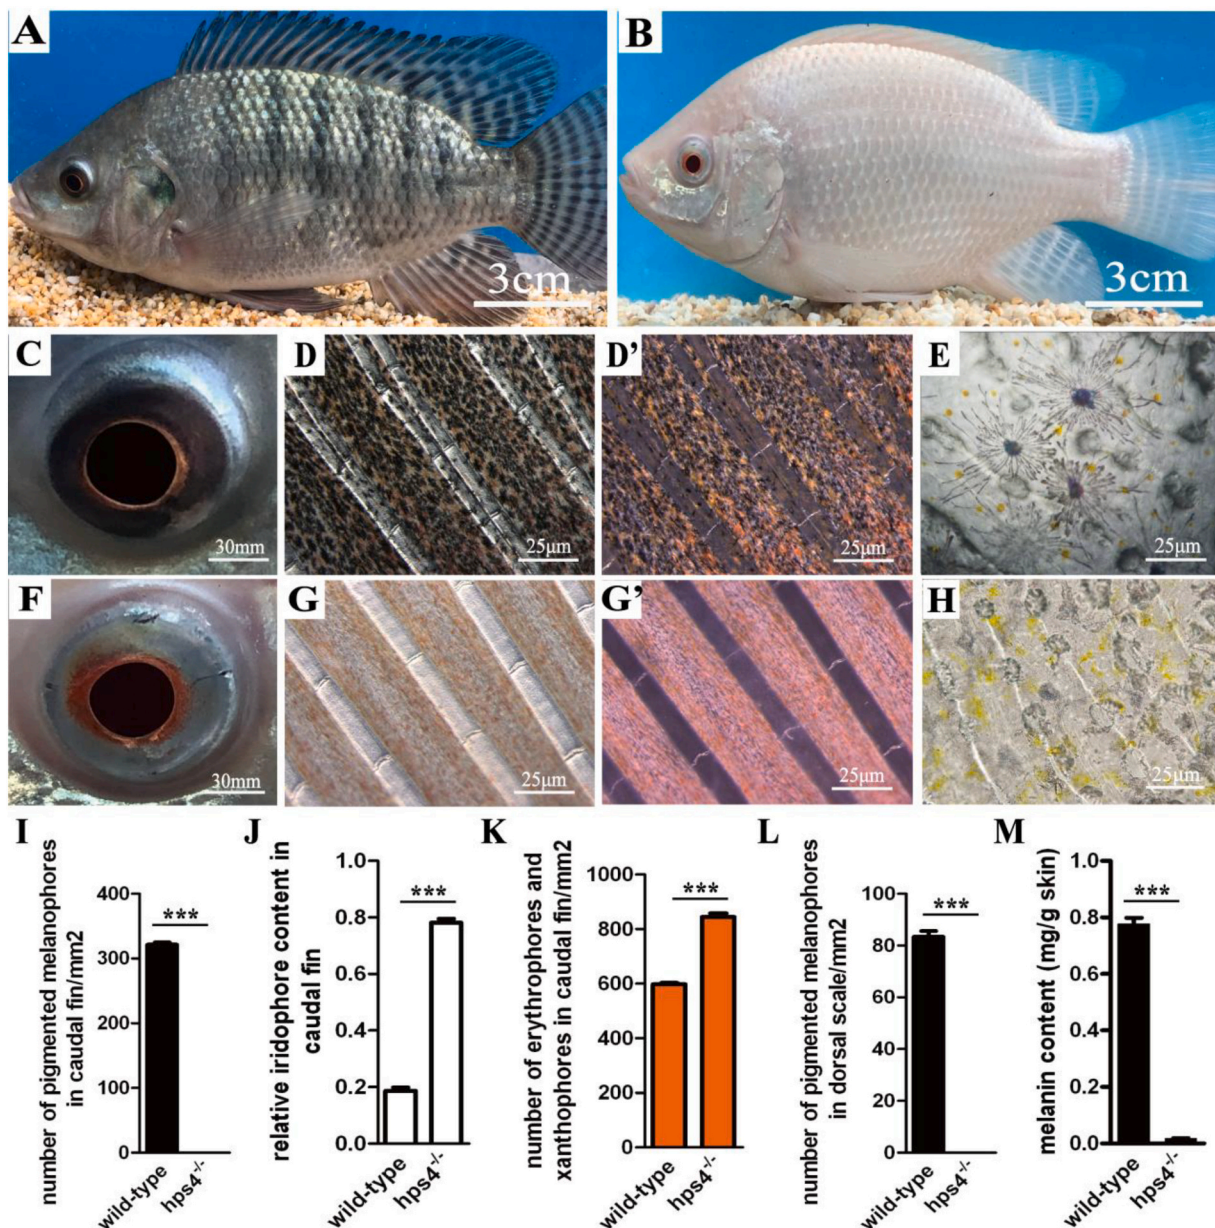 A
B
3cm
3cm
C
D
D'
E
30mm
25μm
25μm
25μm
F
G
G'
H
30mm
25μm
25μm
25μm
I
number of pigmented melanophores
in caudal fin/mm2
400
300
200
100
0
***
wild-type
hps4-/-
J
relative iridophore content in
caudal fin
1.0
0.8
0.6
0.4
0.2
0.0
***
wild-type
hps4-/-
K
number of erythrophores and
xanthophores in caudal fin/mm2
1000
800
600
400
200
0
***
wild-type
hps4-/-
L
number of pigmented melanophores
in dorsal scale/mm2
100
80
60
40
20
0
***
wild-type
hps4-/-
M
melanin content (mg/g skin)
1.0
0.8
0.6
0.4
0.2
0.0
***
wild-type
hps4-/-